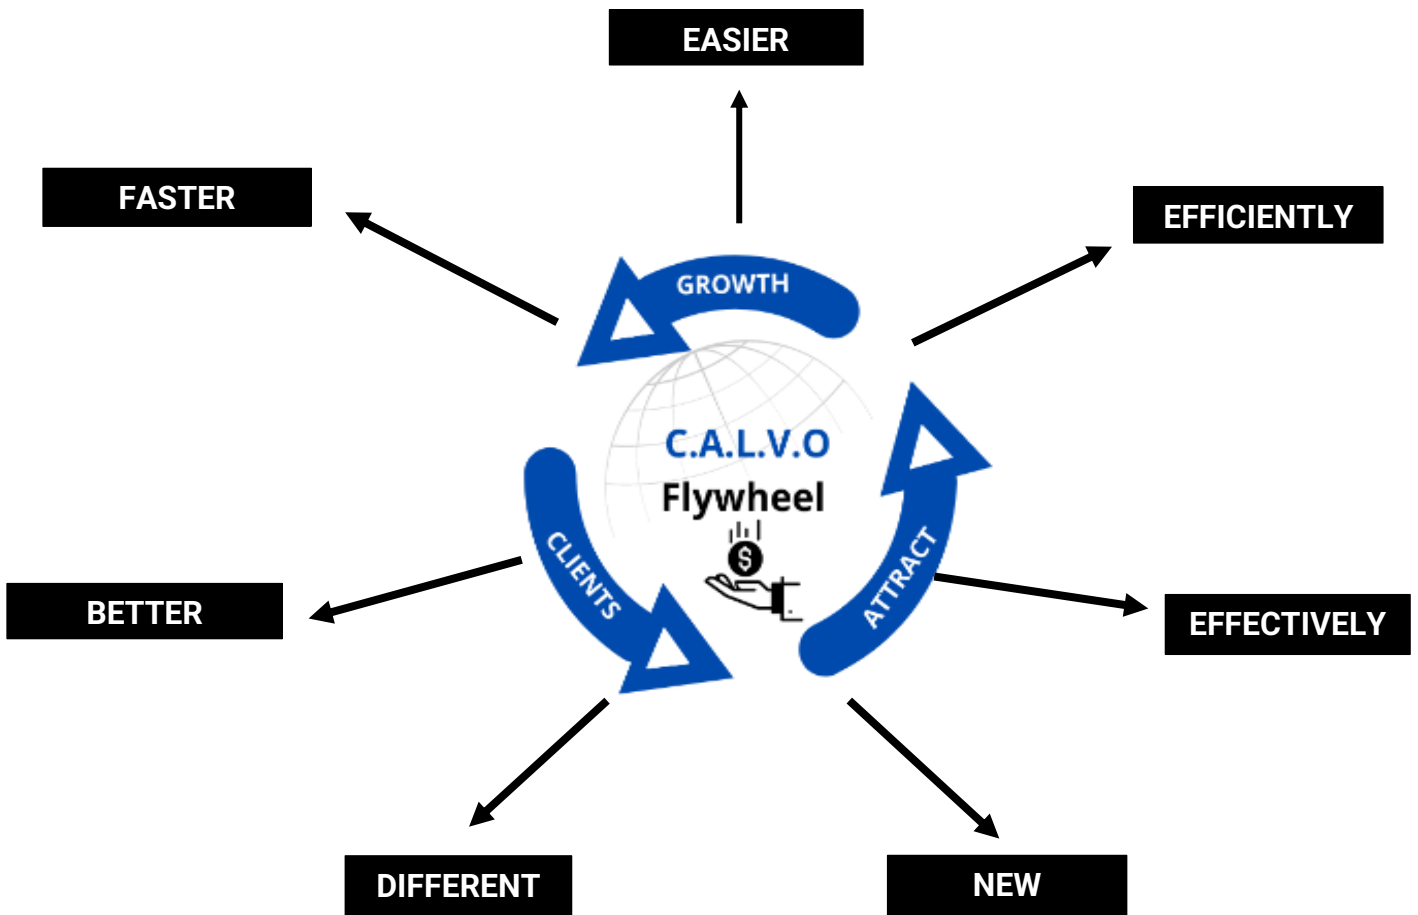 EASIER
FASTER
EFFICIENTLY
GROWTH
C.A.L.V.O
Flywheel
$
CLIENTS
ATTRACT
BETTER
EFFECTIVELY
DIFFERENT
NEW